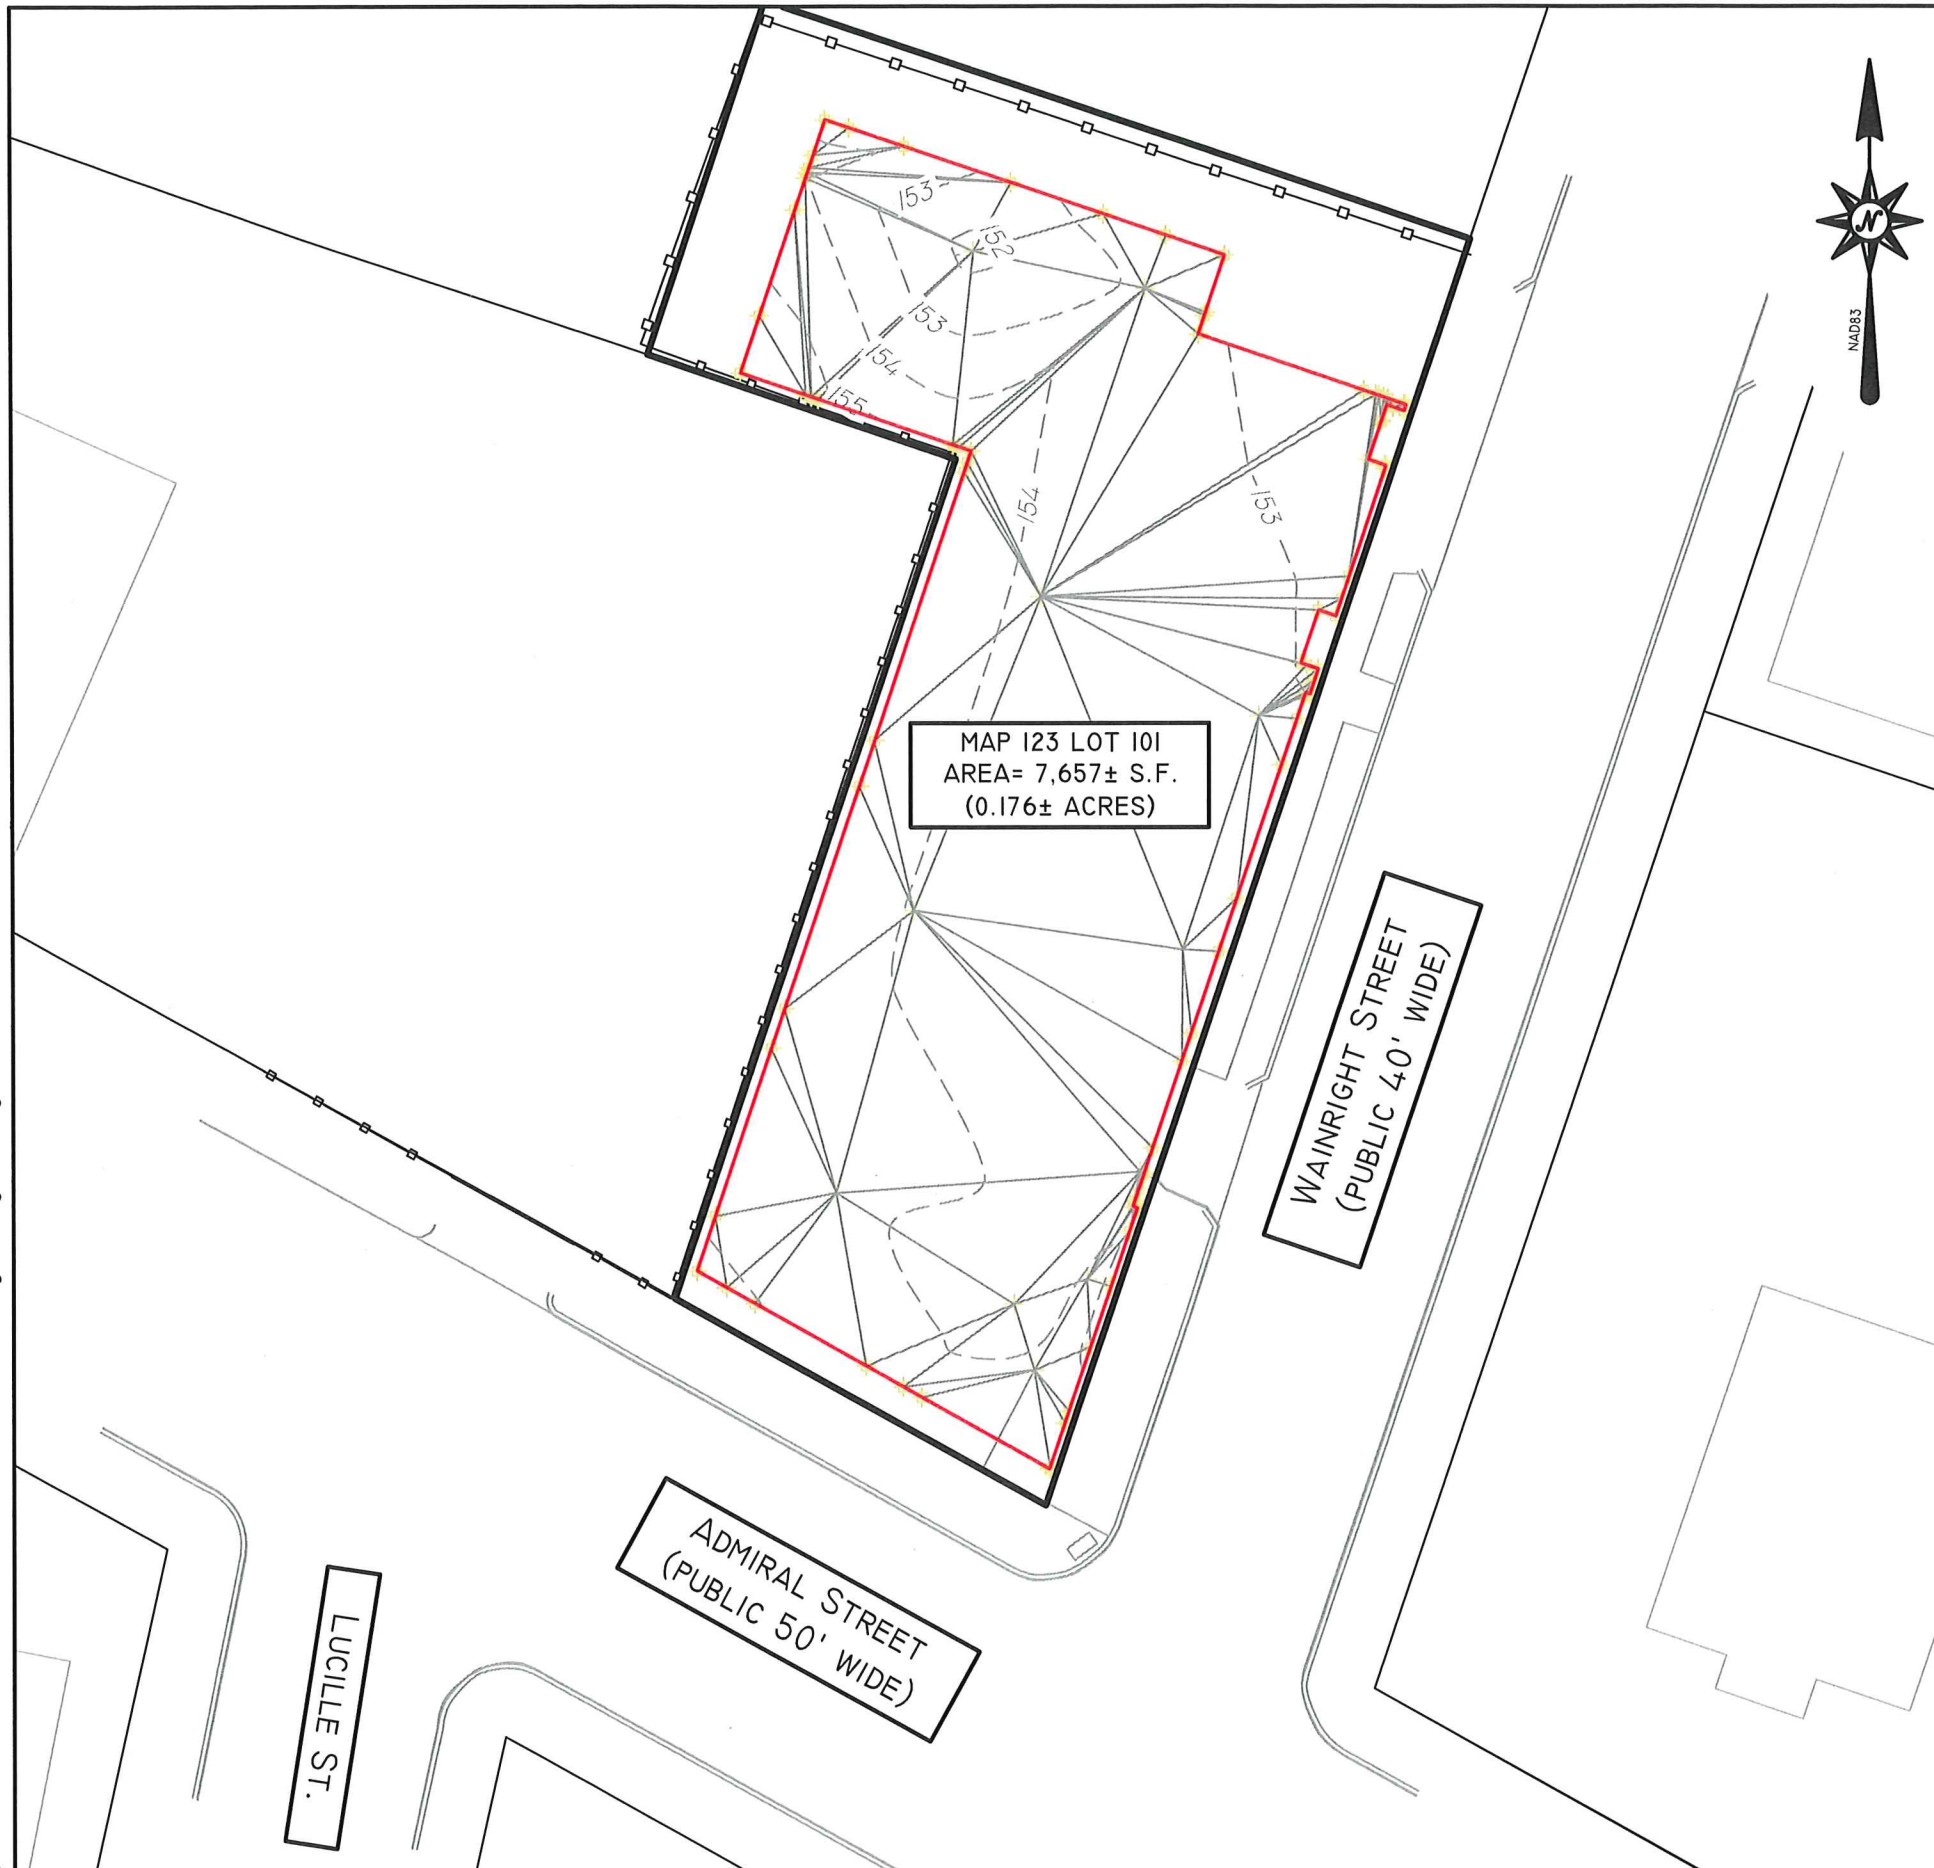 153
152
153
154
155
N
NAD83
154
153
MAP 123 LOT 101
AREA= 7,657± S.F.
(0.176± ACRES)
WAINRIGHT STREET
(PUBLIC 40' WIDE)
ADMIRAL STREET
(PUBLIC 50' WIDE)
LUCILLE ST.